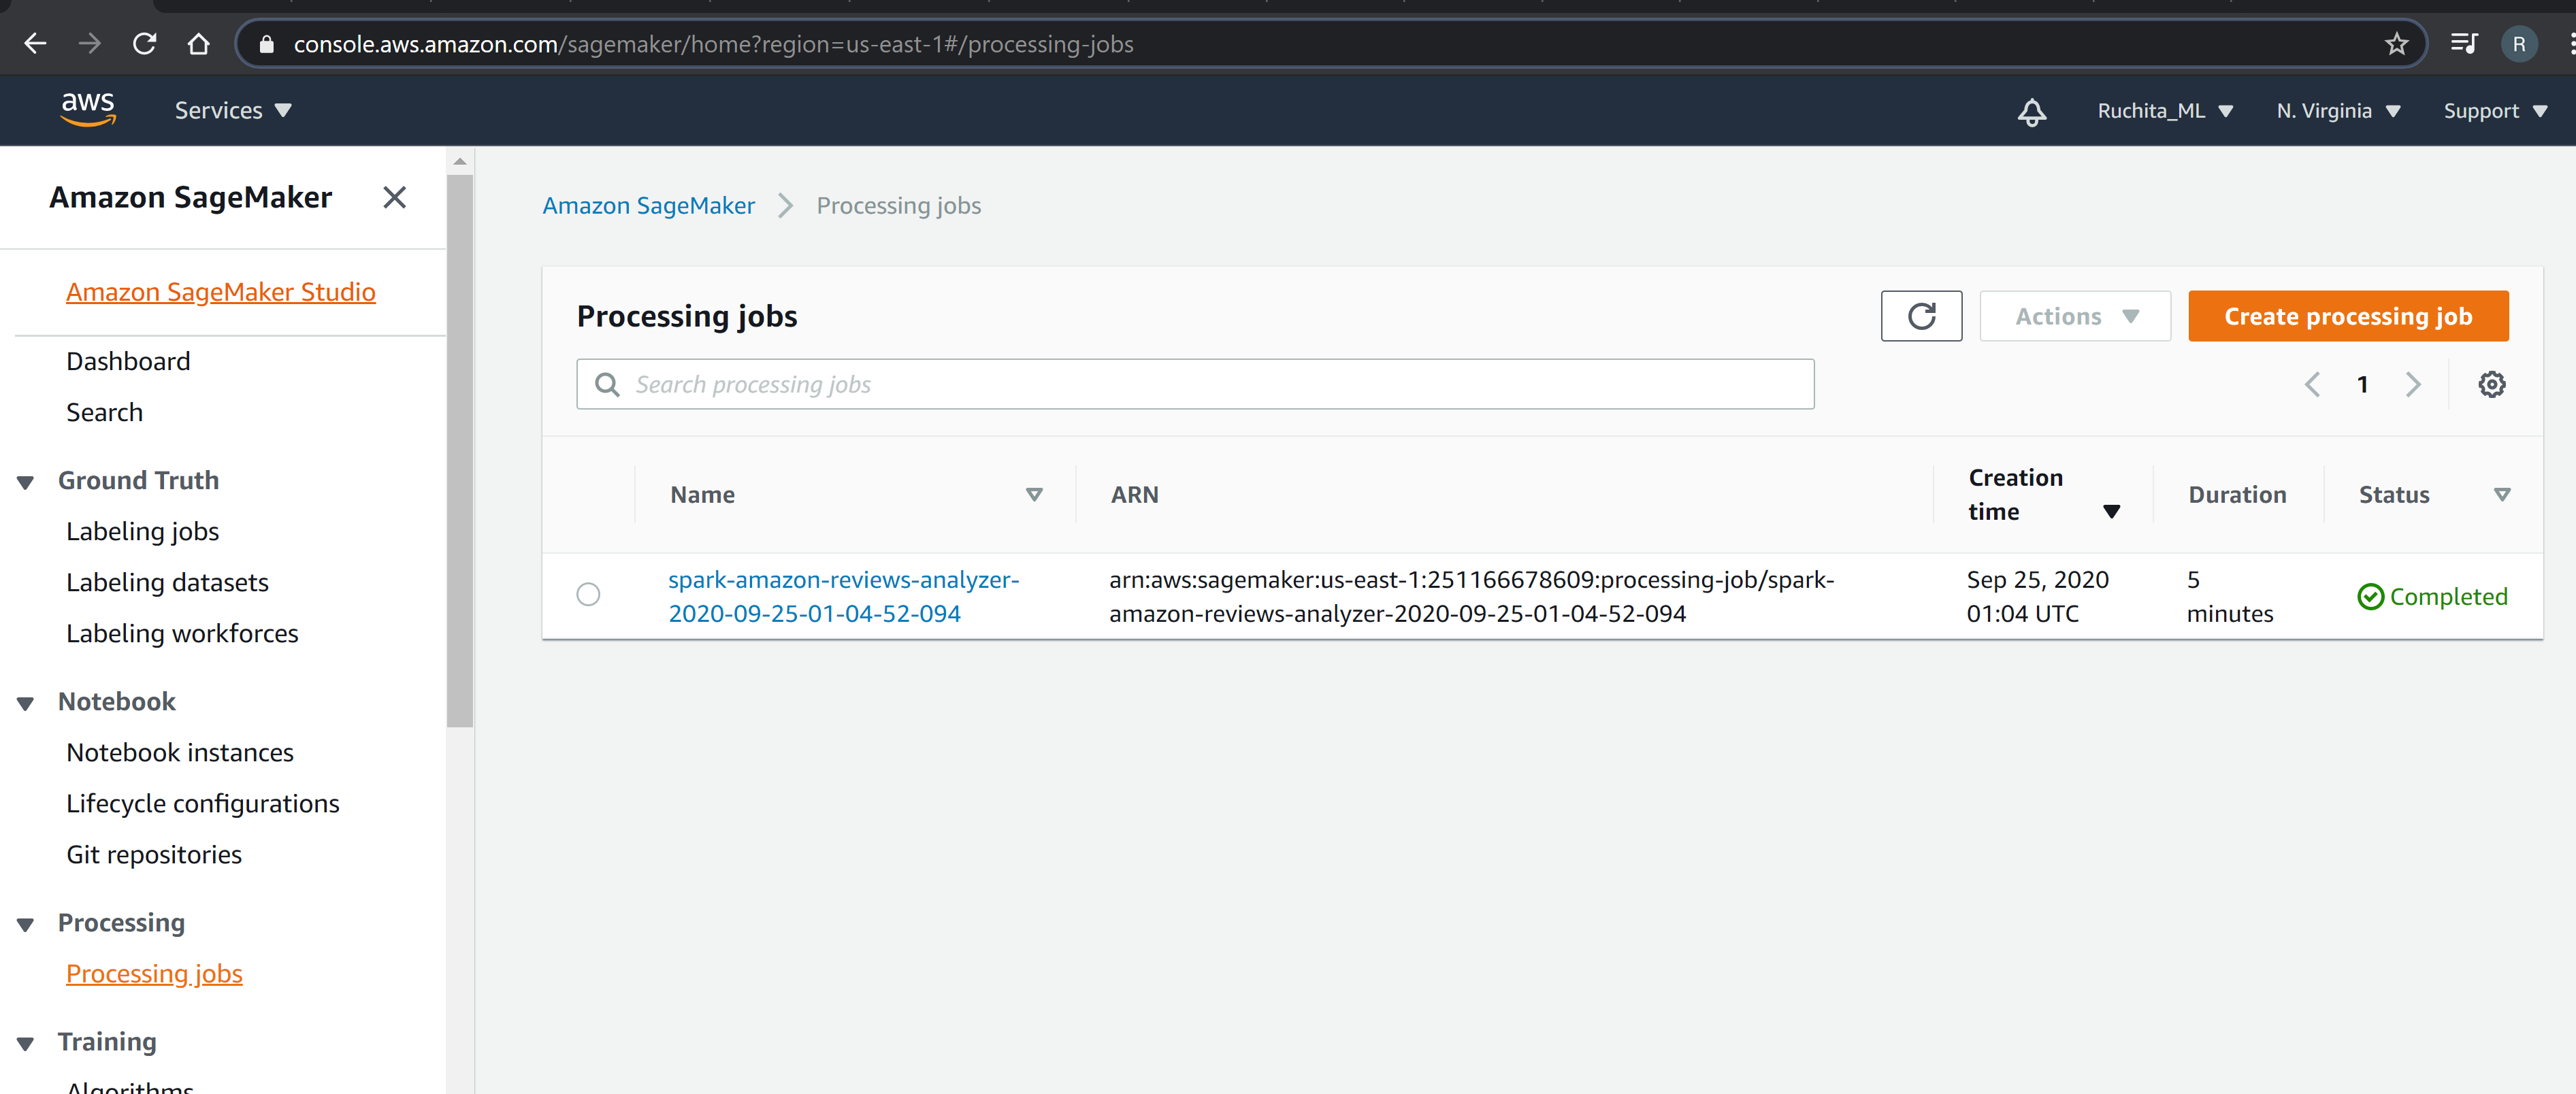 console.aws.amazon.com/sagemaker/home?region=us-east-1#/processing-jobs
R
aws
Services
Ruchita_ML
N. Virginia
Support
Amazon SageMaker
Amazon SageMaker Studio
Dashboard
Search
Ground Truth
Labeling jobs
Labeling datasets
Labeling workforces
Notebook
Notebook instances
Lifecycle configurations
Git repositories
Processing
Processing jobs
Training
Algorithms
Amazon SageMaker > Processing jobs
Processing jobs
Actions
Create processing job
Search processing jobs
1
Name
ARN
Creation
time
Duration
Status
spark-amazon-reviews-analyzer-
2020-09-25-01-04-52-094
arn:aws:sagemaker:us-east-1:251166678609:processing-job/spark-
amazon-reviews-analyzer-2020-09-25-01-04-52-094
Sep 25, 2020
01:04 UTC
5
minutes
Completed